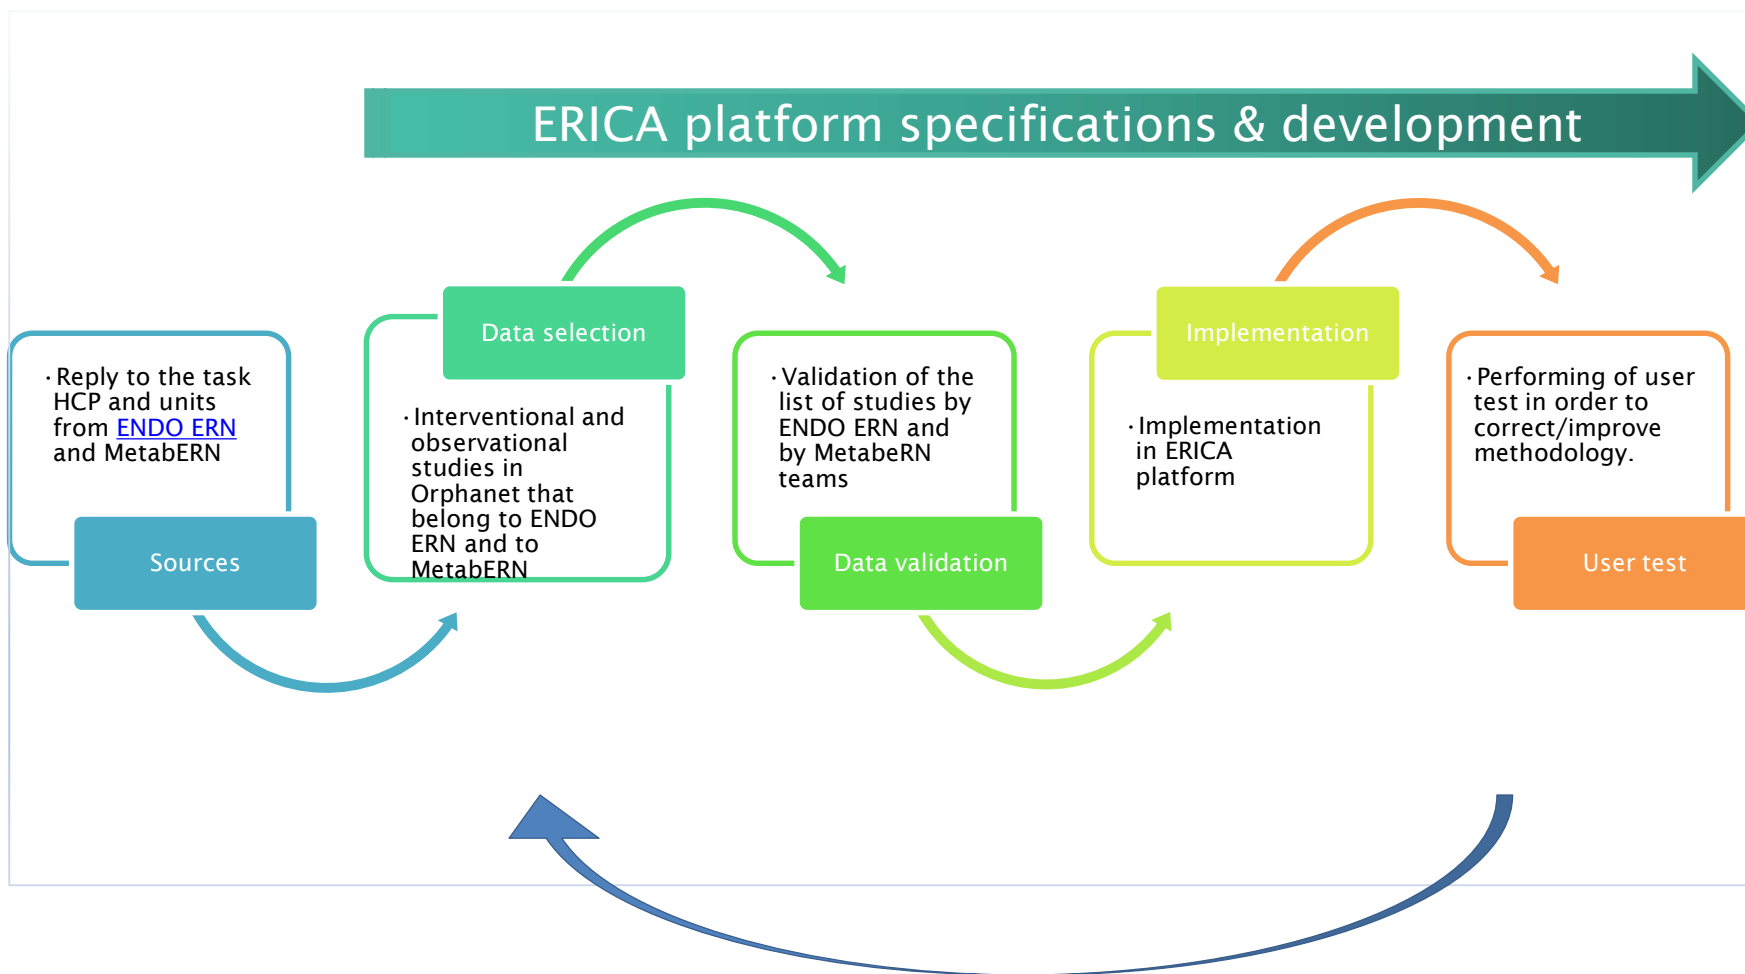 ERICA platform specifications & development
·Reply to the task
HCP and units
from ENDO ERN
and MetabERN
Sources
Data selection
·Interventional and
observational
studies in
Orphanet that
belong to ENDO
ERN and to
MetabERN
·Validation of the
list of studies by
ENDO ERN and
by MetabeRN
teams
Data validation
Implementation
·Implementation
in ERICA
platform
·Performing of user
test in order to
correct/improve
methodology.
User test